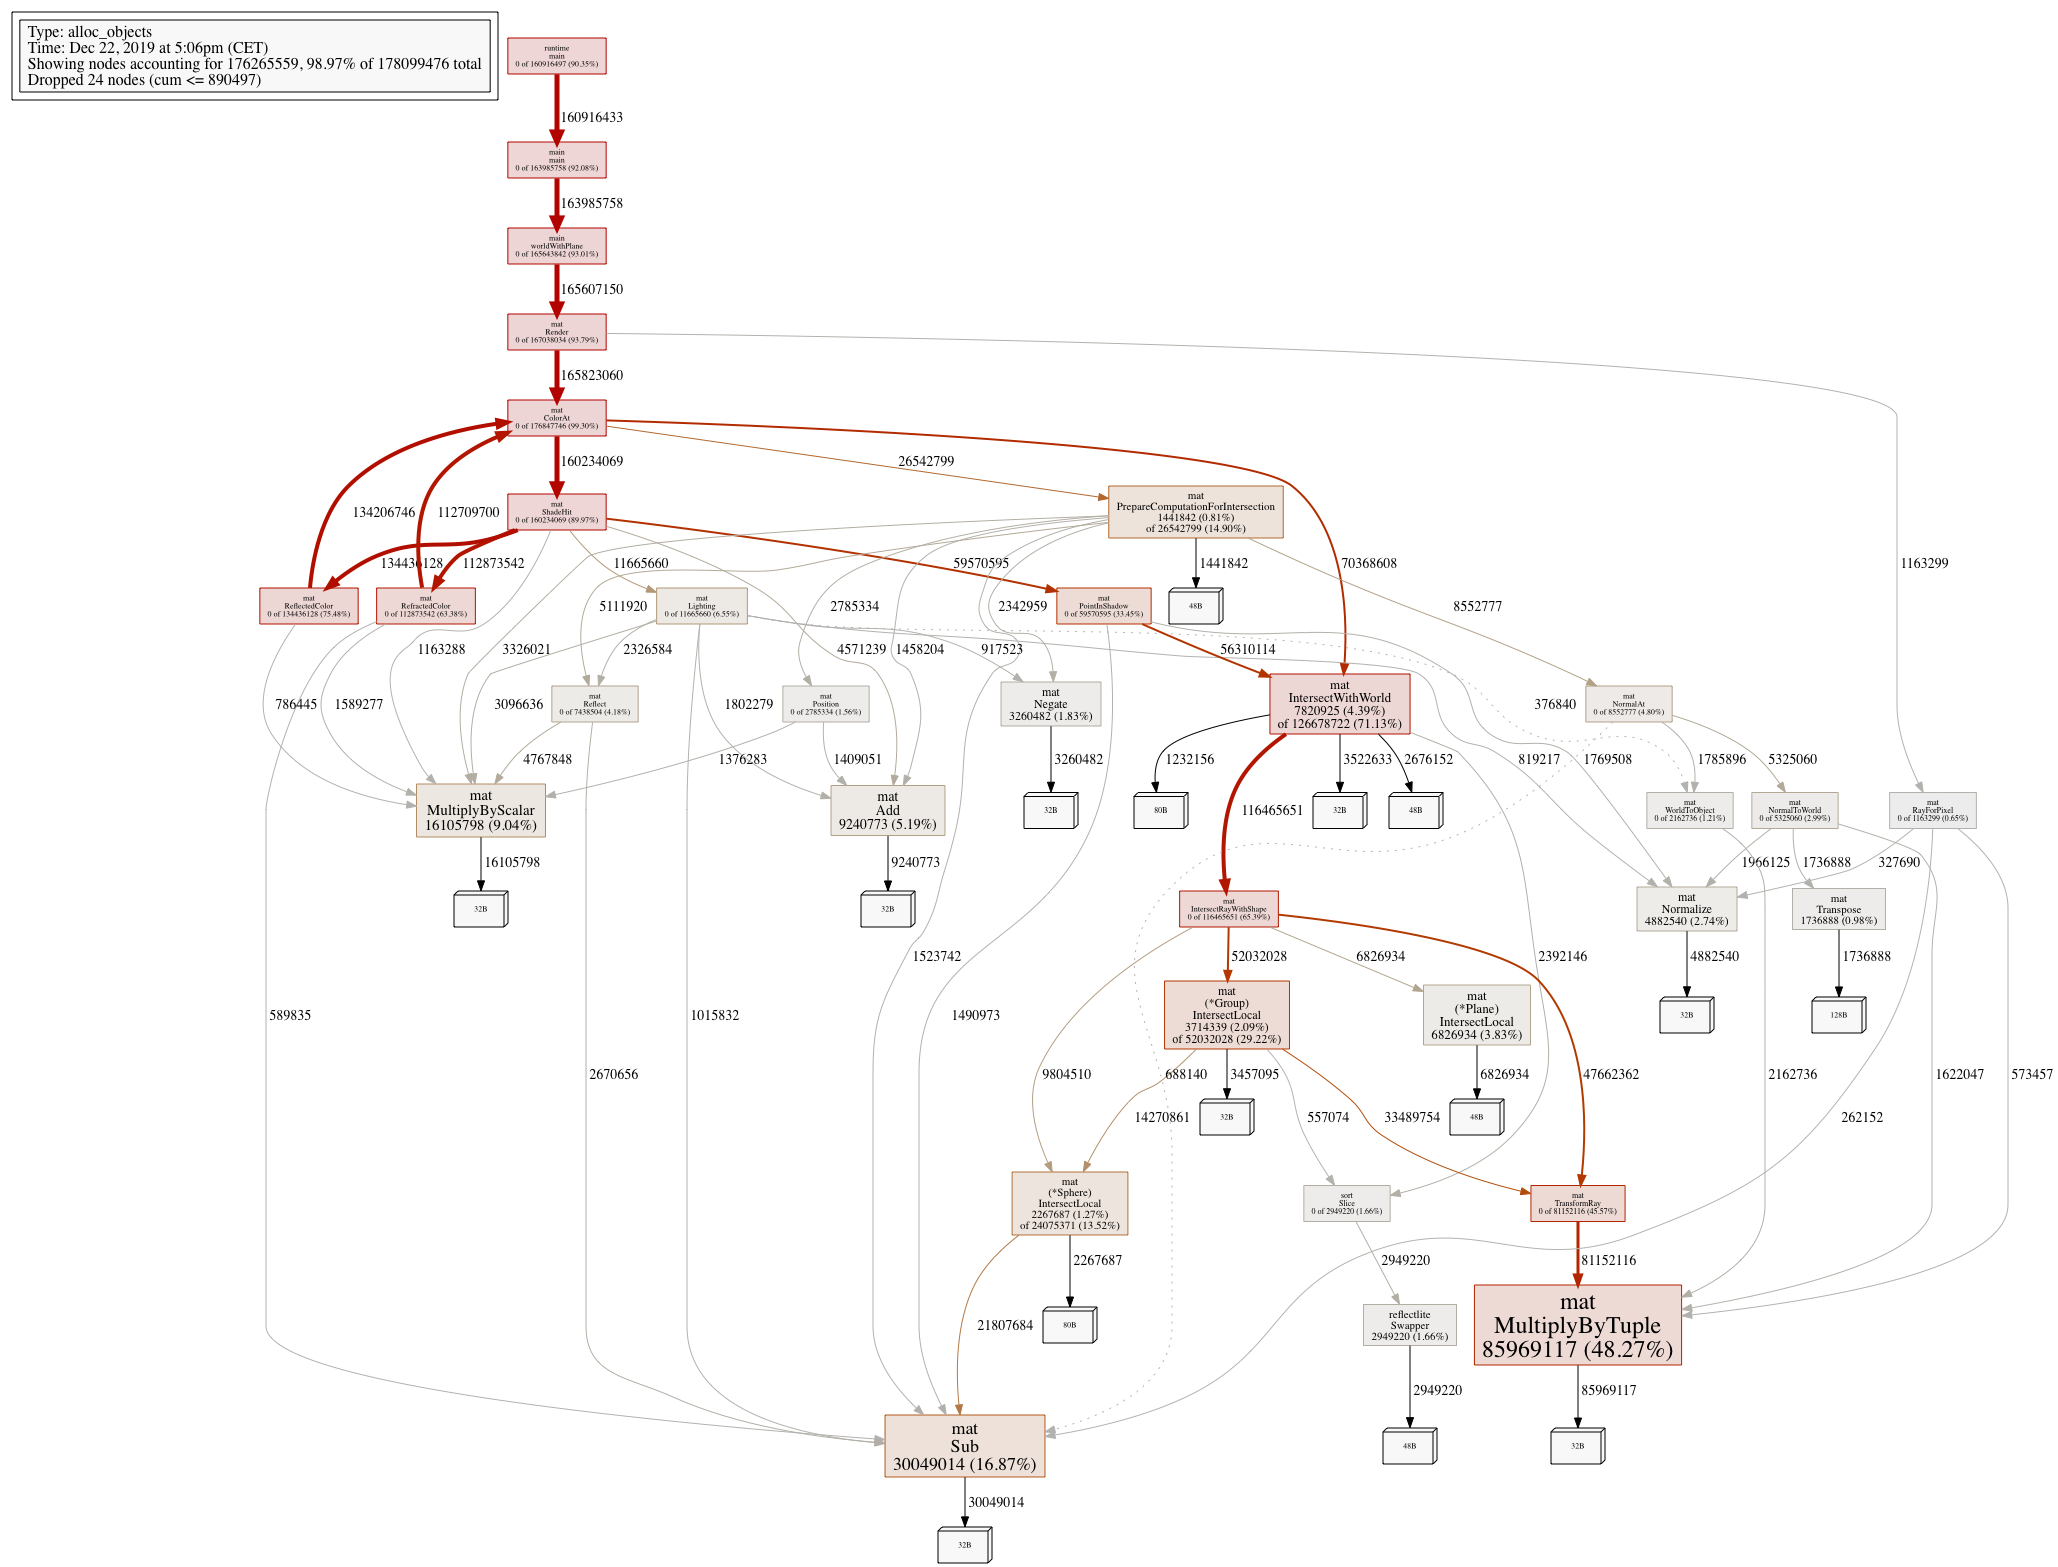 Type: alloc_objects
Time: Dec 22, 2019 at 5:06pm (CET)
Showing nodes accounting for 176265559, 98.97% of 178099476 total
Dropped 24 nodes (cum <= 890497)
runtime
main
0 of 160916497 (90.35%)
160916433
main
main
0 of 163985758 (92.08%)
163985758
main
worldWithPlane
0 of 165643842 (93.01%)
165607150
mat
Render
0 of 167038034 (93.79%)
165823060
mat
ColorAt
0 of 176847746 (99.30%)
160234069
26542799
mat
ShadeHit
0 of 160234069 (89.97%)
mat
PrepareComputationForIntersection
1441842 (0.81%)
of 26542799 (14.90%)
134206746
112709700
134436128
112873542
11665660
59570595
1441842
70368608
1163299
mat
ReflectedColor
0 of 134436128 (75.48%)
mat
RefractedColor
0 of 112873542 (63.38%)
mat
Lighting
0 of 11665660 (6.55%)
mat
PointInShadow
0 of 59570595 (33.45%)
48B
5111920
2785334
2342959
8552777
1163288
3326021
2326584
4571239
1458204
917523
56310114
mat
Reflect
0 of 7438504 (4.18%)
mat
Position
0 of 2785334 (1.56%)
mat
Negate
3260482 (1.83%)
mat
IntersectWithWorld
7820925 (4.39%)
of 126678722 (71.13%)
mat
NormalAt
0 of 8552777 (4.80%)
786445
1589277
3096636
1802279
376840
4767848
1376283
1409051
3260482
1232156
3522633
2676152
819217
1769508
1785896
5325060
mat
MultiplyByScalar
16105798 (9.04%)
mat
Add
9240773 (5.19%)
32B
80B
116465651
32B
48B
mat
WorldToObject
0 of 2162736 (1.21%)
mat
NormalToWorld
0 of 5325060 (2.99%)
mat
RayForPixel
0 of 1163299 (0.65%)
16105798
9240773
1966125
1736888
327690
32B
32B
mat
IntersectRayWithShape
0 of 116465651 (65.39%)
mat
Normalize
4882540 (2.74%)
mat
Transpose
1736888 (0.98%)
1523742
52032028
6826934
2392146
4882540
1736888
589835
1015832
1490973
mat
(*Group)
IntersectLocal
3714339 (2.09%)
of 52032028 (29.22%)
mat
(*Plane)
IntersectLocal
6826934 (3.83%)
32B
128B
2670656
9804510
688140
3457095
6826934
47662362
2162736
1622047
573457
14270861
32B
557074
33489754
48B
262152
mat
(*Sphere)
IntersectLocal
2267687 (1.27%)
of 24075371 (13.52%)
sort
Slice
0 of 2949220 (1.66%)
mat
TransformRay
0 of 81152116 (45.57%)
2267687
2949220
81152116
21807684
80B
reflectlite
Swapper
2949220 (1.66%)
mat
MultiplyByTuple
85969117 (48.27%)
2949220
85969117
mat
Sub
30049014 (16.87%)
48B
32B
30049014
32B